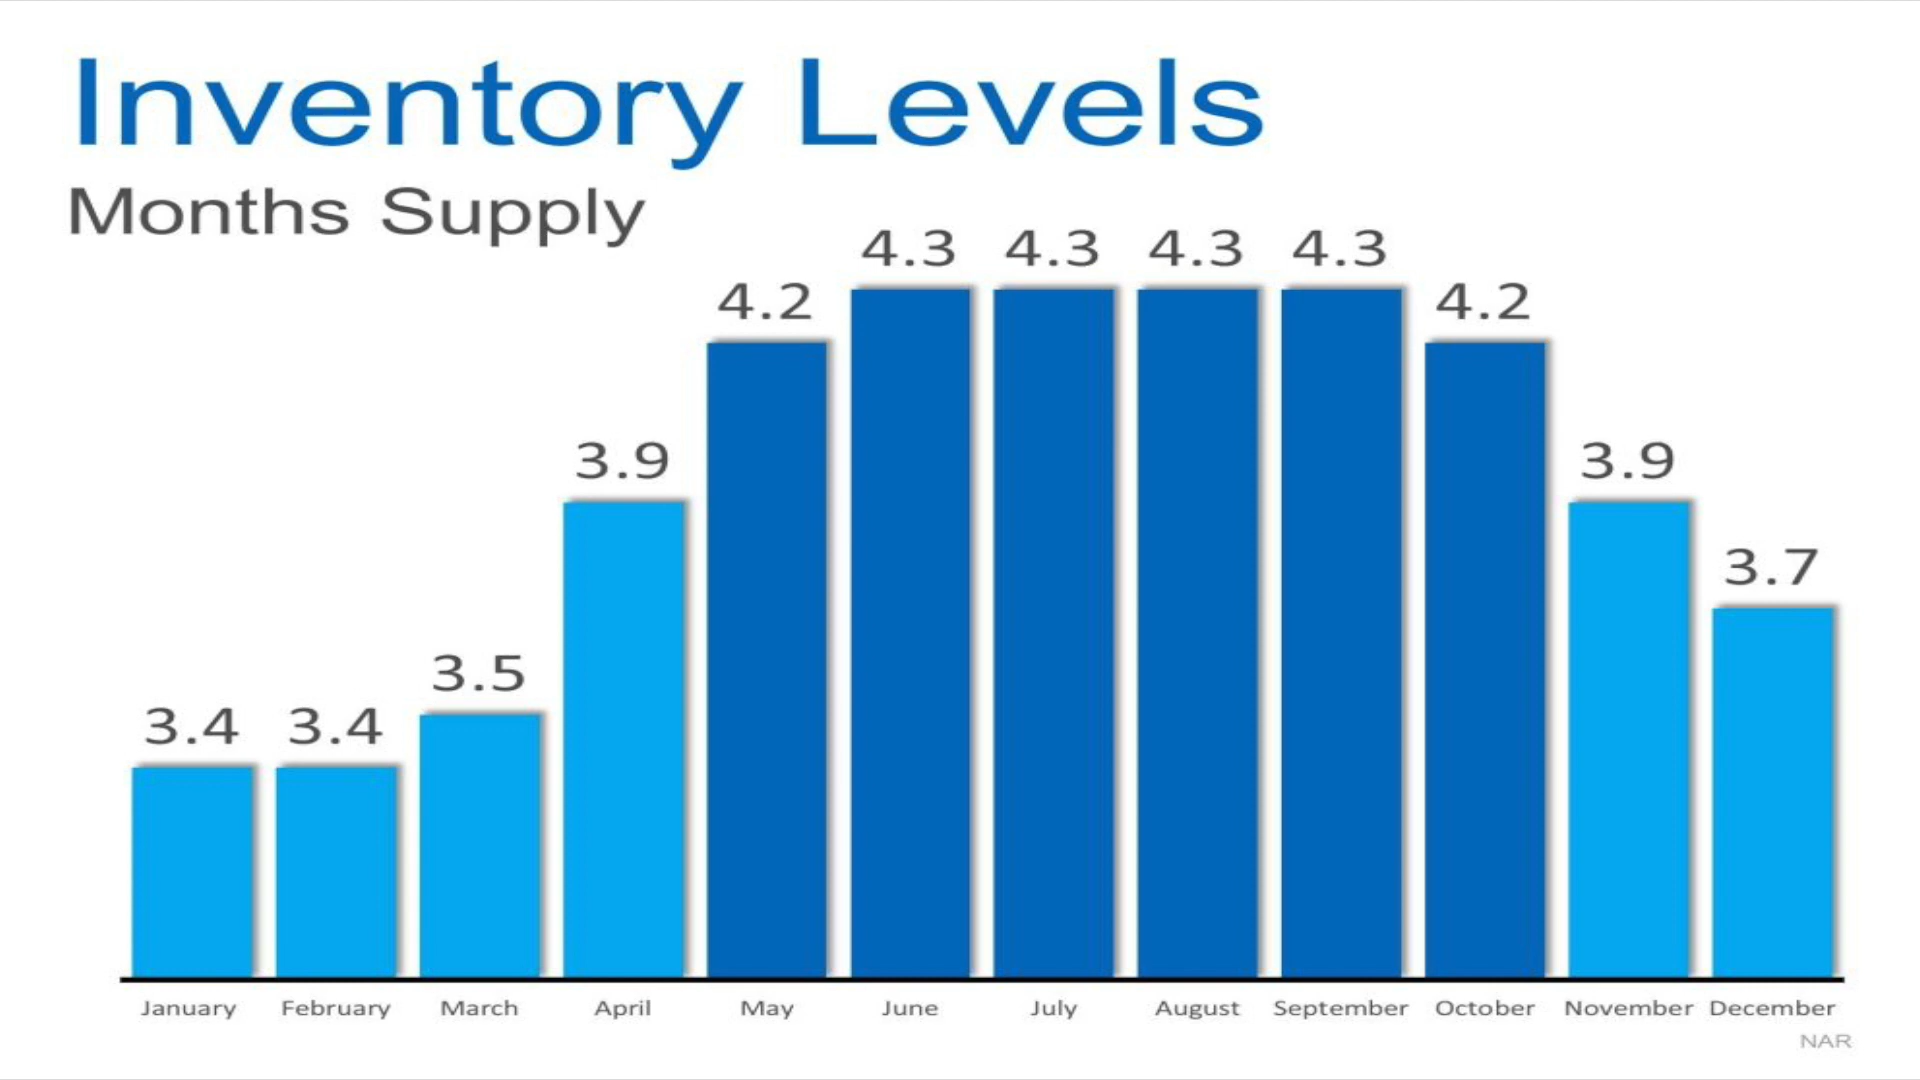 Inventory Levels
Months Supply
4.3 4.3 4.3 4.3
4.2 4.2
3.9 3.9
3.7
3.5
3.4 3.4
January February March April May June July August September October November December
NAR